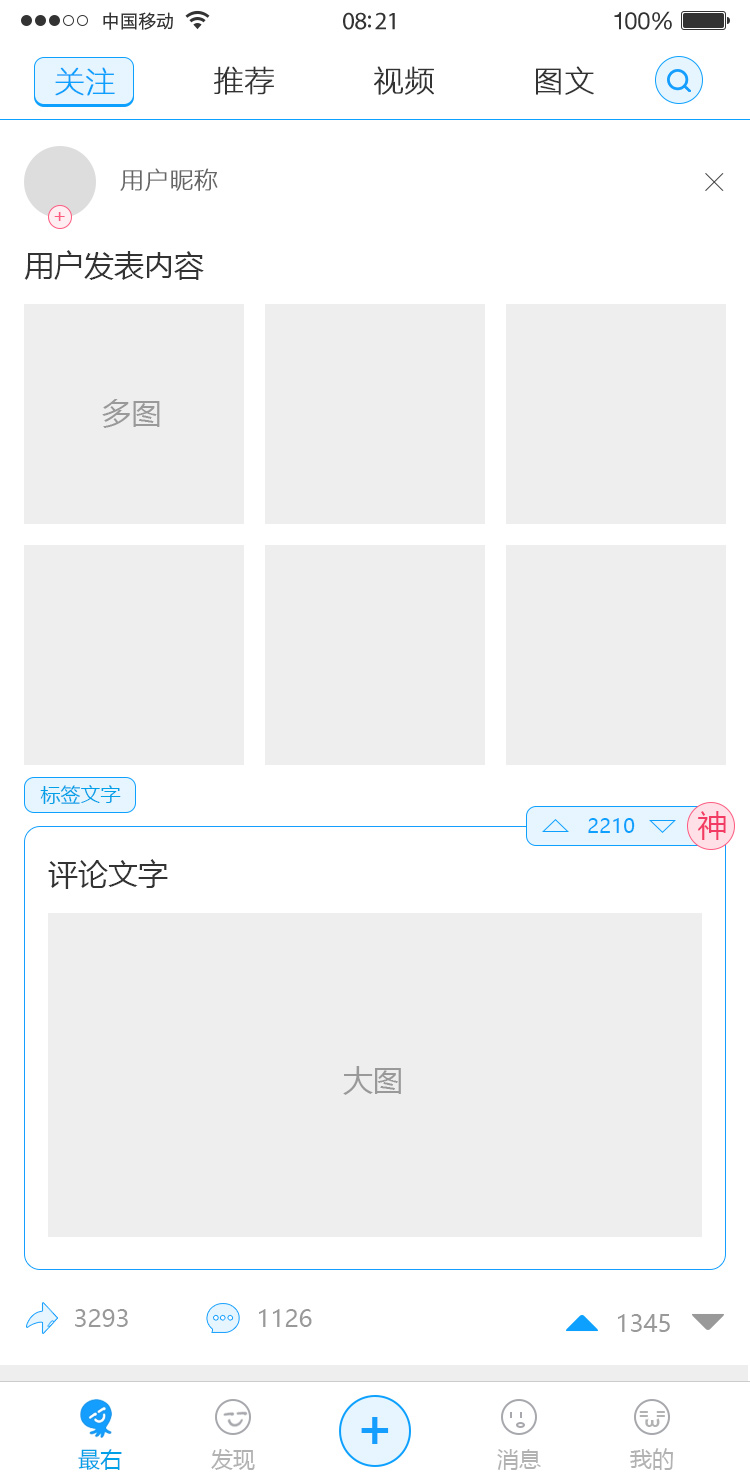 中国移动 08:21 100%
关注 推荐 视频 图文
用户昵称
用户发表内容
多图
标签文字
2210 神
评论文字
大图
3293 1126 1345
最右 发现 消息 我的